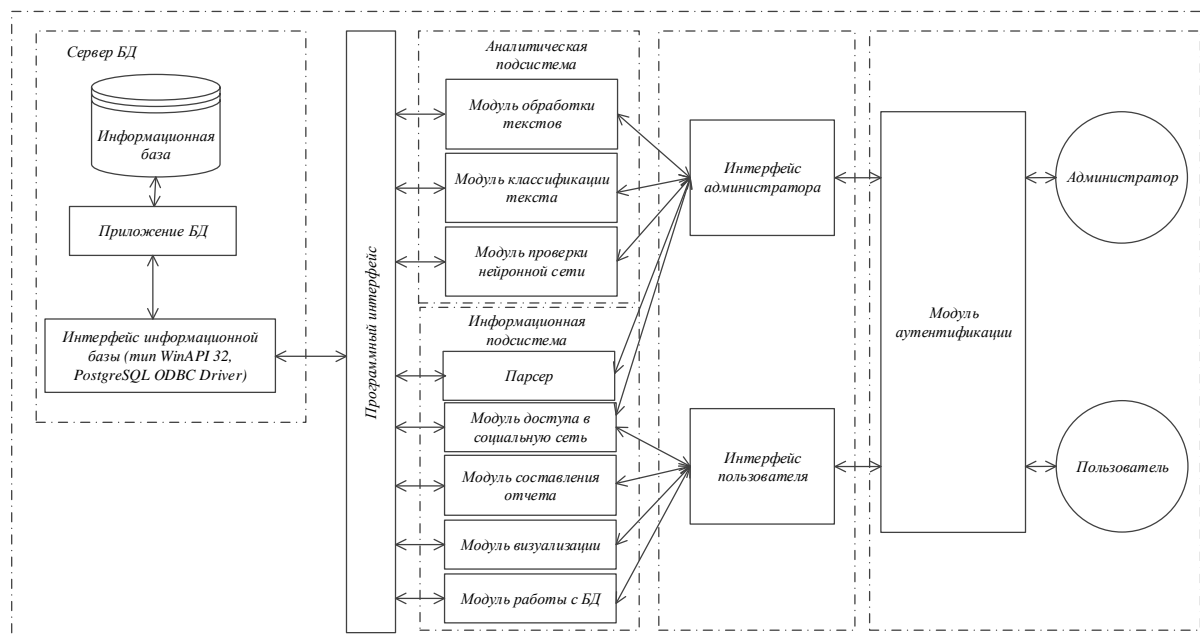 Сервер БД
Информационная
база
Приложение БД
Интерфейс информационной
базы (тип WinAPI 32,
PostgreSQL ODBC Driver)
Программный интерфейс
Аналитическая
подсистема
Модуль обработки
текстов
Модуль классификации
текста
Модуль проверки
нейронной сети
Информационная
подсистема
Парсер
Модуль доступа в
социальную сеть
Модуль составления
отчета
Модуль визуализации
Модуль работы с БД
Интерфейс
администратора
Интерфейс
пользователя
Модуль
аутентификации
Администратор
Пользователь